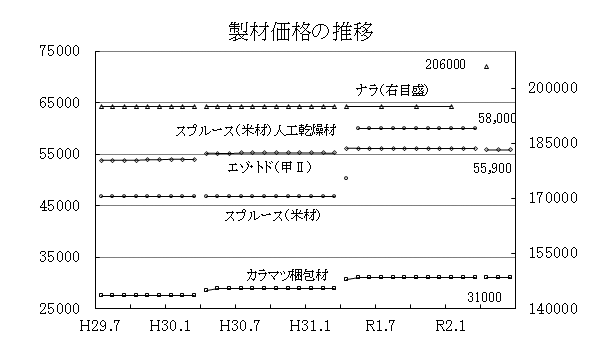 製材価格の推移
75000
65000
55000
45000
35000
25000
200000
185000
170000
155000
140000
206000
ナラ(右目盛)
58,000
スプルース(米材)人工乾燥材
エゾ・トド(甲Ⅱ)
55,900
スプルース(米材)
カラマツ梱包材
31000
H29.7
H30.1
H30.7
H31.1
R1.7
R2.1